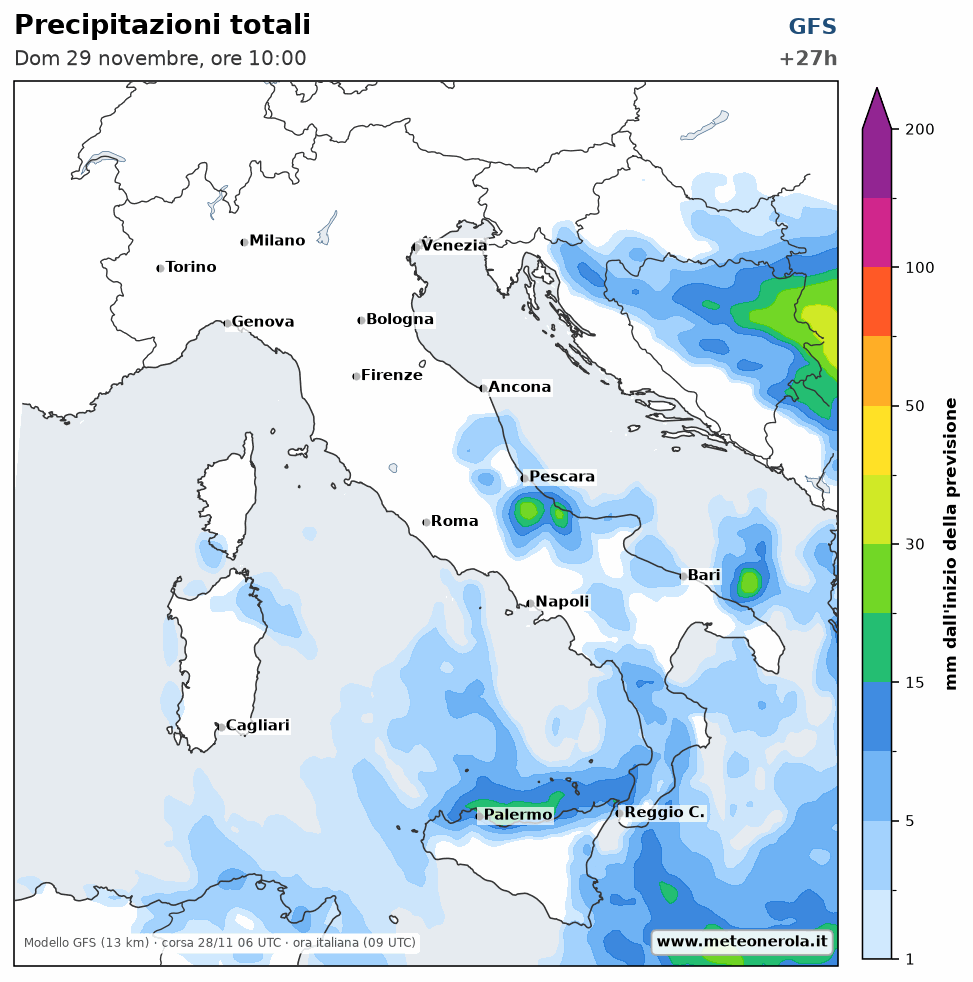 Precipitazioni totali
GFS
Dom 29 novembre, ore 10:00
+27h
200
Milano
Venezia
Torino
100
Genova
Bologna
Firenze
Ancona
50
Pescara
Roma
30
Bari
Napoli
mm dall'inizio della previsione
15
Cagliari
Palermo
Reggio C.
5
Modello GFS (13 km) · corsa 28/11 06 UTC · ora italiana (09 UTC)
www.meteonerola.it
1